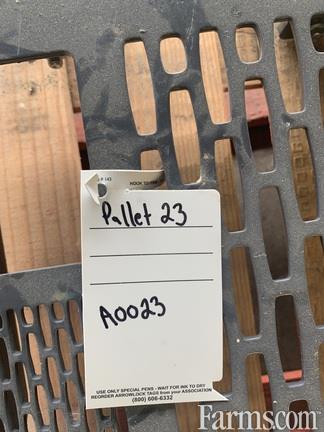 Pallet 23
A0023
USE ONLY SPECIAL PENS - WAIT FOR INK TO DRY
REORDER ARROWLOCK TAGS from your ASSOCIATION
(800) 606-6332
Farms.com®